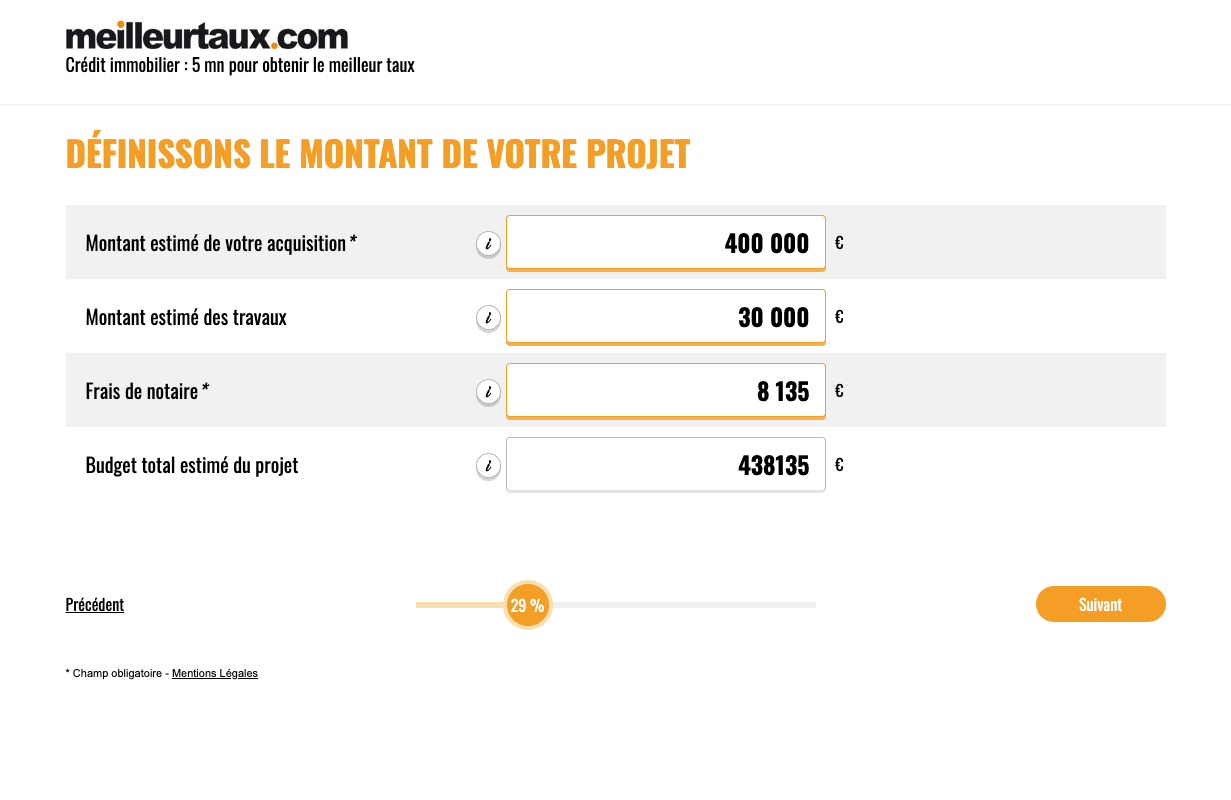 meilleurtaux.com
Crédit immobilier : 5 mn pour obtenir le meilleur taux
DÉFINISSONS LE MONTANT DE VOTRE PROJET
Montant estimé de votre acquisition * i 400 000 €
Montant estimé des travaux i 30 000 €
Frais de notaire * i 8 135 €
Budget total estimé du projet i 438135 €
Précédent 29 % Suivant
* Champ obligatoire - Mentions Légales